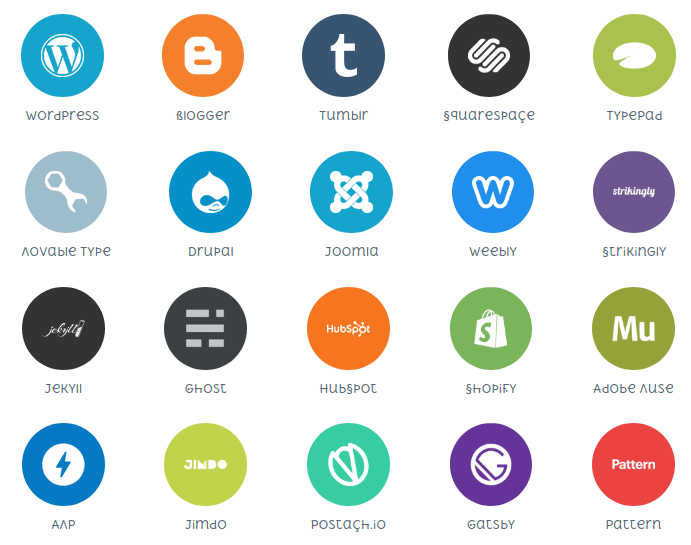 WordPress
Blogger
t
Tumblr
Squarespace
TypePad
Movable Type
Drupal
Joomla
Weebly
strikingly
Strikingly
jekyll
Jekyll
Ghost
HubSpot
HubSpot
Shopify
Mu
Adobe Muse
AMP
JIMDO
Jimdo
Postach.io
Gatsby
Pattern
Pattern